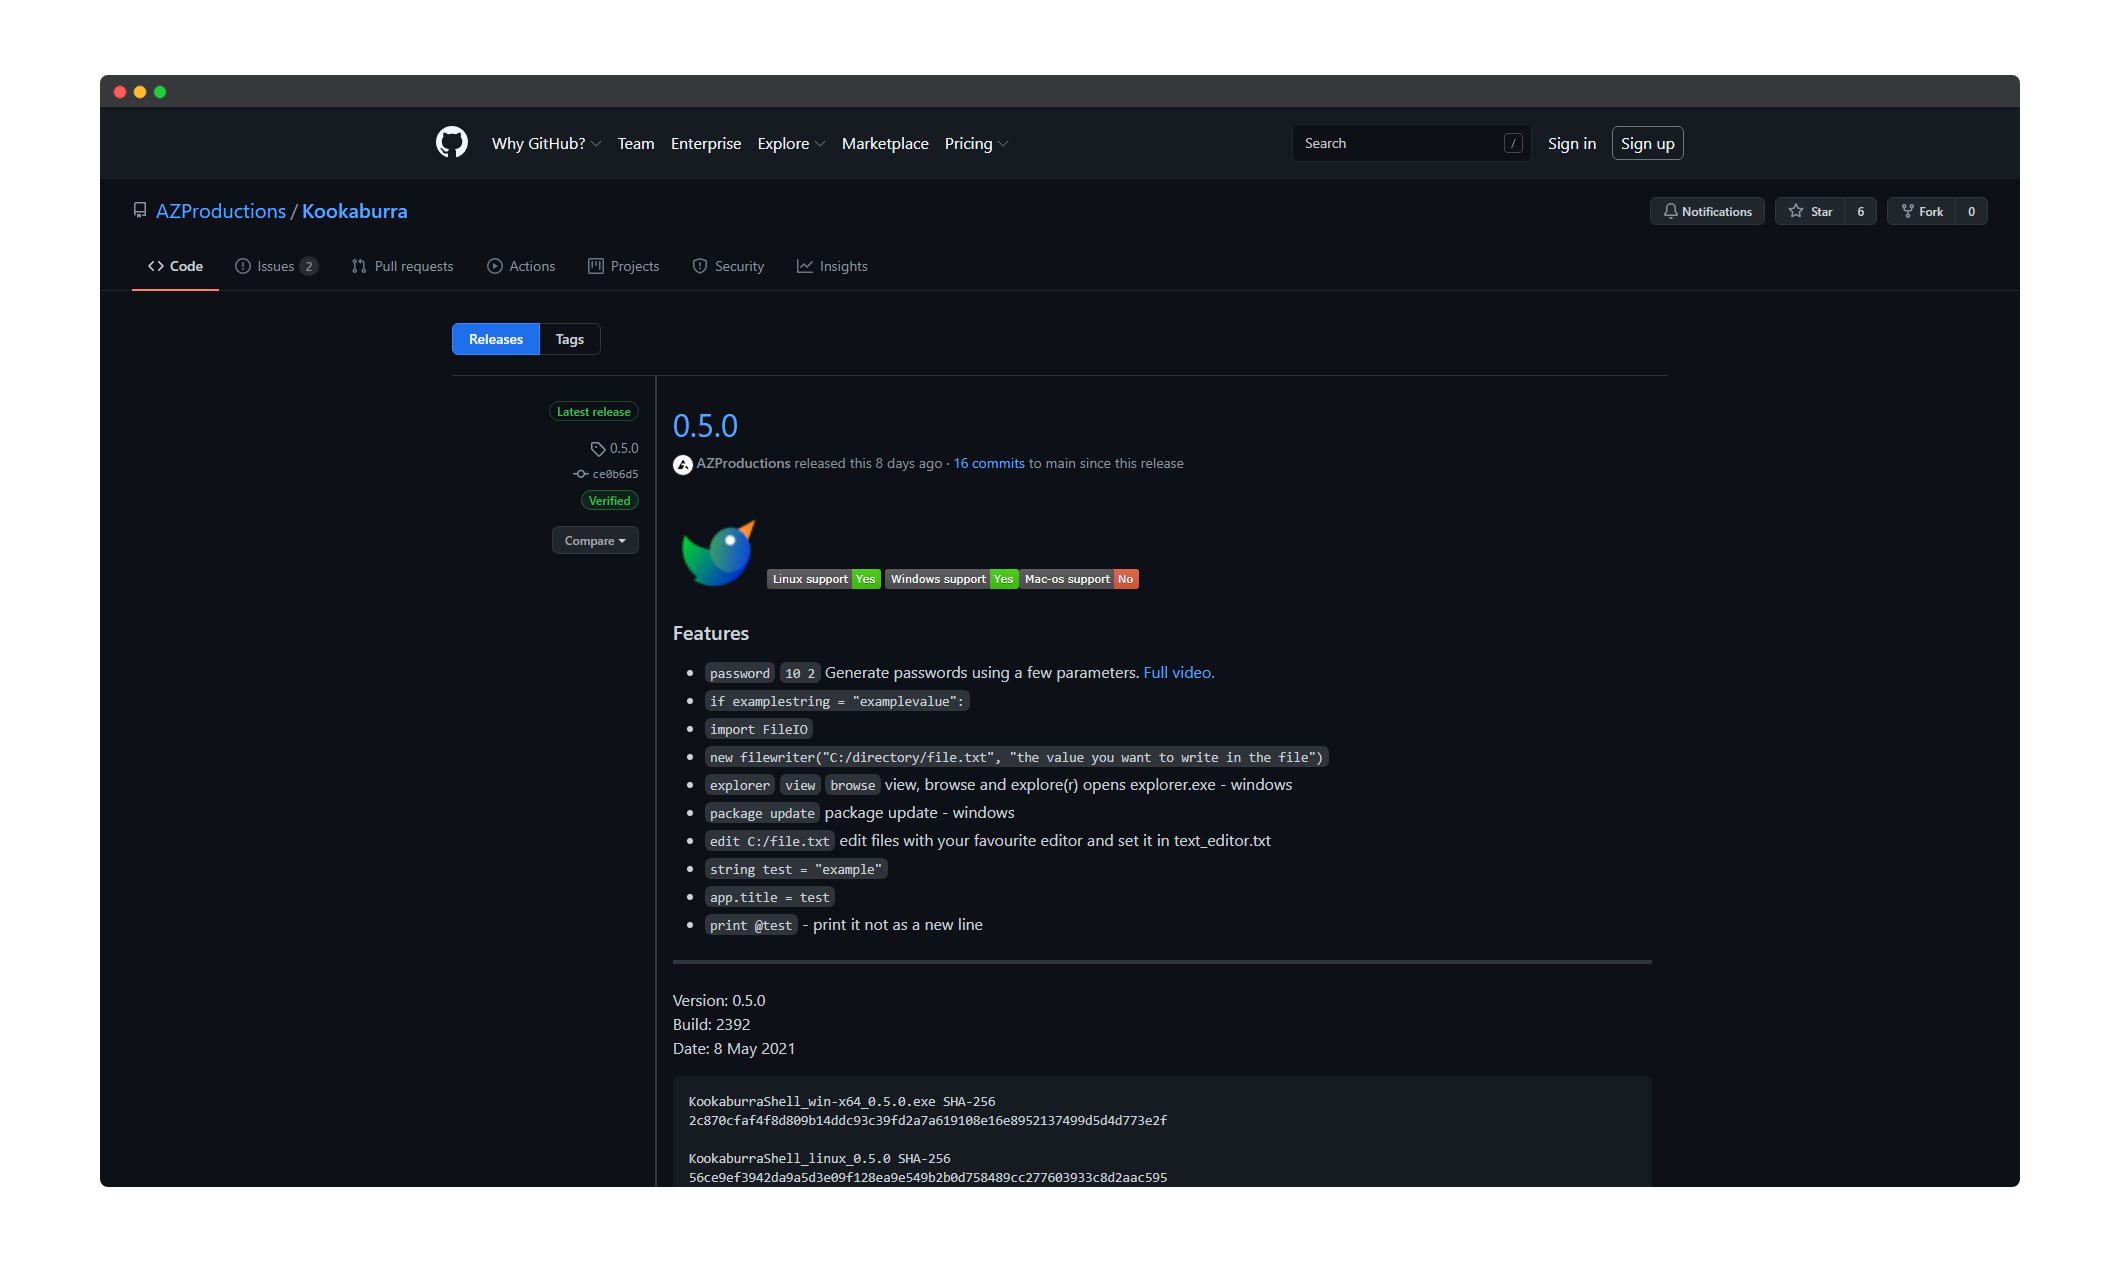 Why GitHub? Team Enterprise Explore Marketplace Pricing Search / Sign in Sign up
AZProductions / Kookaburra Notifications Star 6 Fork 0
Code Issues 2 Pull requests Actions Projects Security Insights
Releases Tags
Latest release
0.5.0
ce0b6d5
Verified
Compare
0.5.0
AZProductions released this 8 days ago · 16 commits to main since this release
Linux support Yes Windows support Yes Mac-os support No
Features
password 10 2 Generate passwords using a few parameters. Full video.
if examplestring = "examplevalue":
import FileIO
new filewriter("C:/directory/file.txt", "the value you want to write in the file")
explorer view browse view, browse and explore(r) opens explorer.exe - windows
package update package update - windows
edit C:/file.txt edit files with your favourite editor and set it in text_editor.txt
string test = "example"
app.title = test
print @test - print it not as a new line
Version: 0.5.0
Build: 2392
Date: 8 May 2021
KookaburraShell_win-x64_0.5.0.exe SHA-256
2c870cfaf4f8d809b14ddc93c39fd2a7a619108e16e8952137499d5d4d773e2f
KookaburraShell_linux_0.5.0 SHA-256
56ce9ef3942da9a5d3e09f128ea9e549b2b0d758489cc277603933c8d2aac595